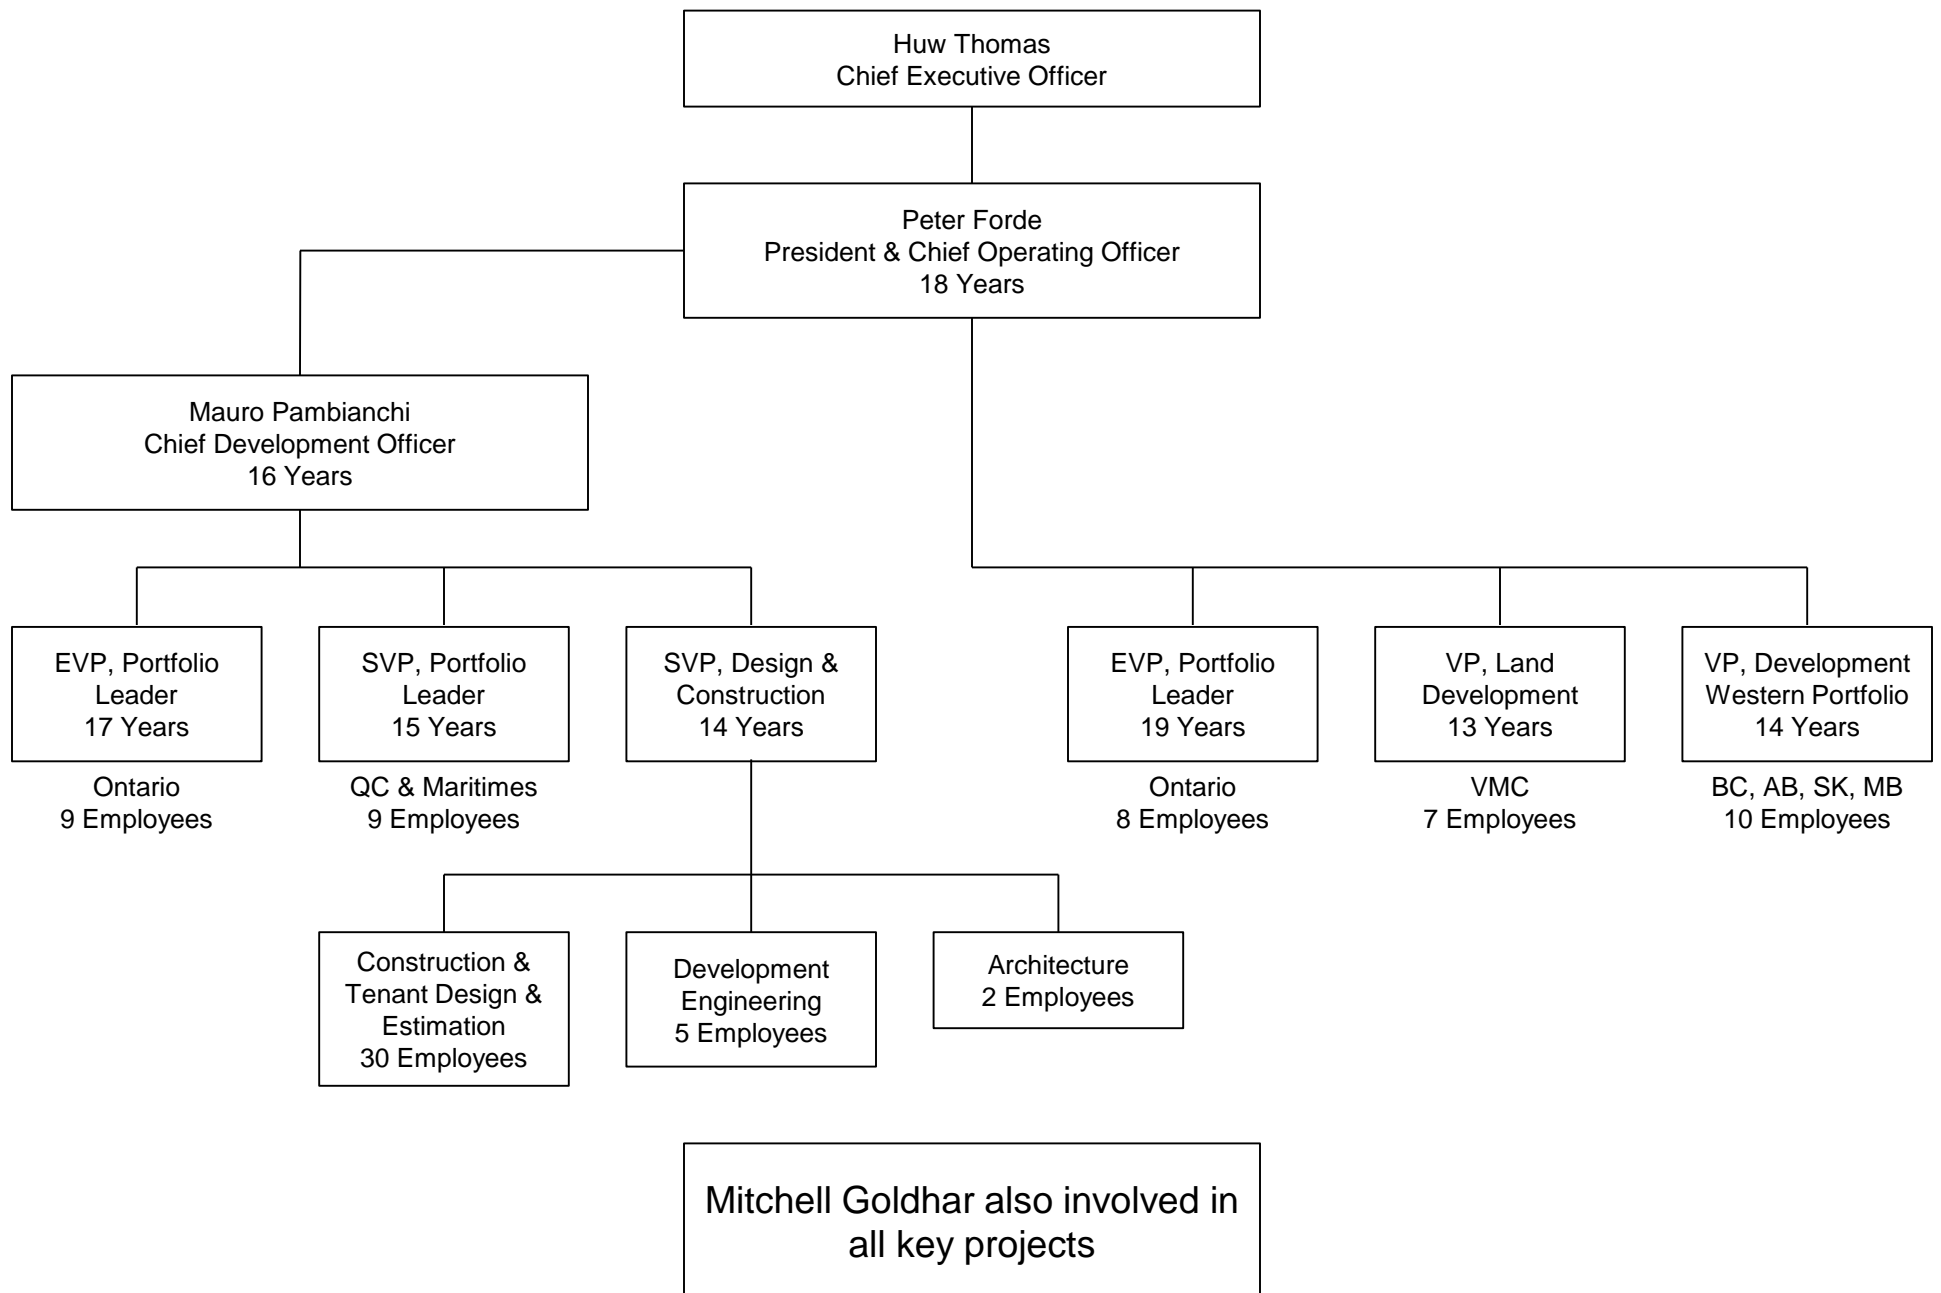 Huw Thomas
Chief Executive Officer
Peter Forde
President & Chief Operating Officer
18 Years
Mauro Pambianchi
Chief Development Officer
16 Years
EVP, Portfolio
Leader
17 Years
Ontario
9 Employees
SVP, Portfolio
Leader
15 Years
QC & Maritimes
9 Employees
SVP, Design &
Construction
14 Years
EVP, Portfolio
Leader
19 Years
Ontario
8 Employees
VP, Land
Development
13 Years
VMC
7 Employees
VP, Development
Western Portfolio
14 Years
BC, AB, SK, MB
10 Employees
Construction &
Tenant Design &
Estimation
30 Employees
Development
Engineering
5 Employees
Architecture
2 Employees
Mitchell Goldhar also involved in
all key projects